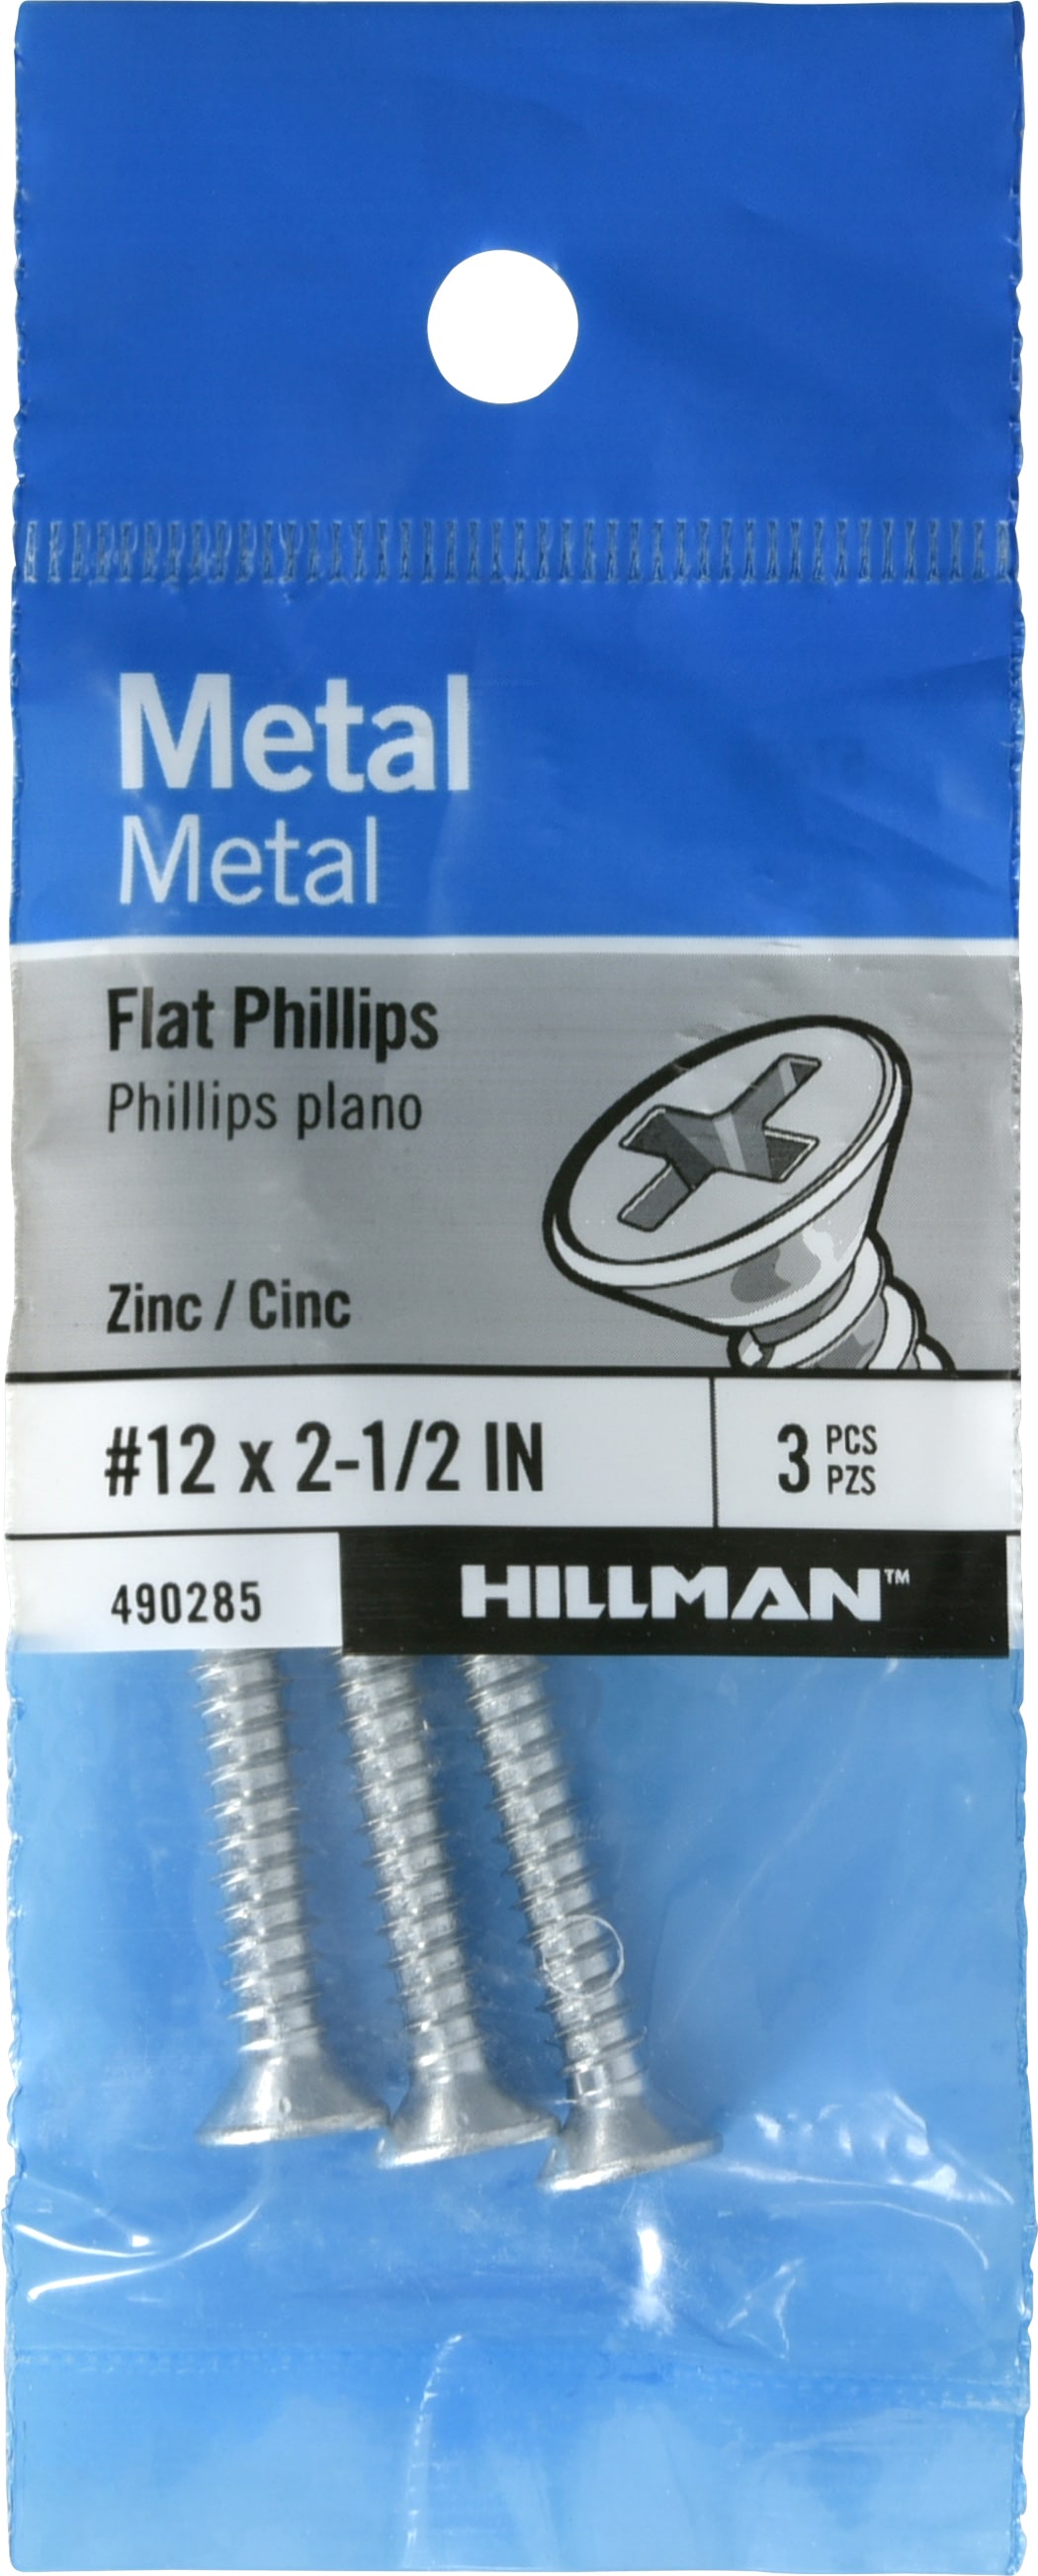 Metal
Metal
Flat Phillips
Phillips plano
Zinc / Cinc
#12 x 2-1/2 IN
3 PCS
PZS
490285
HILLMAN™